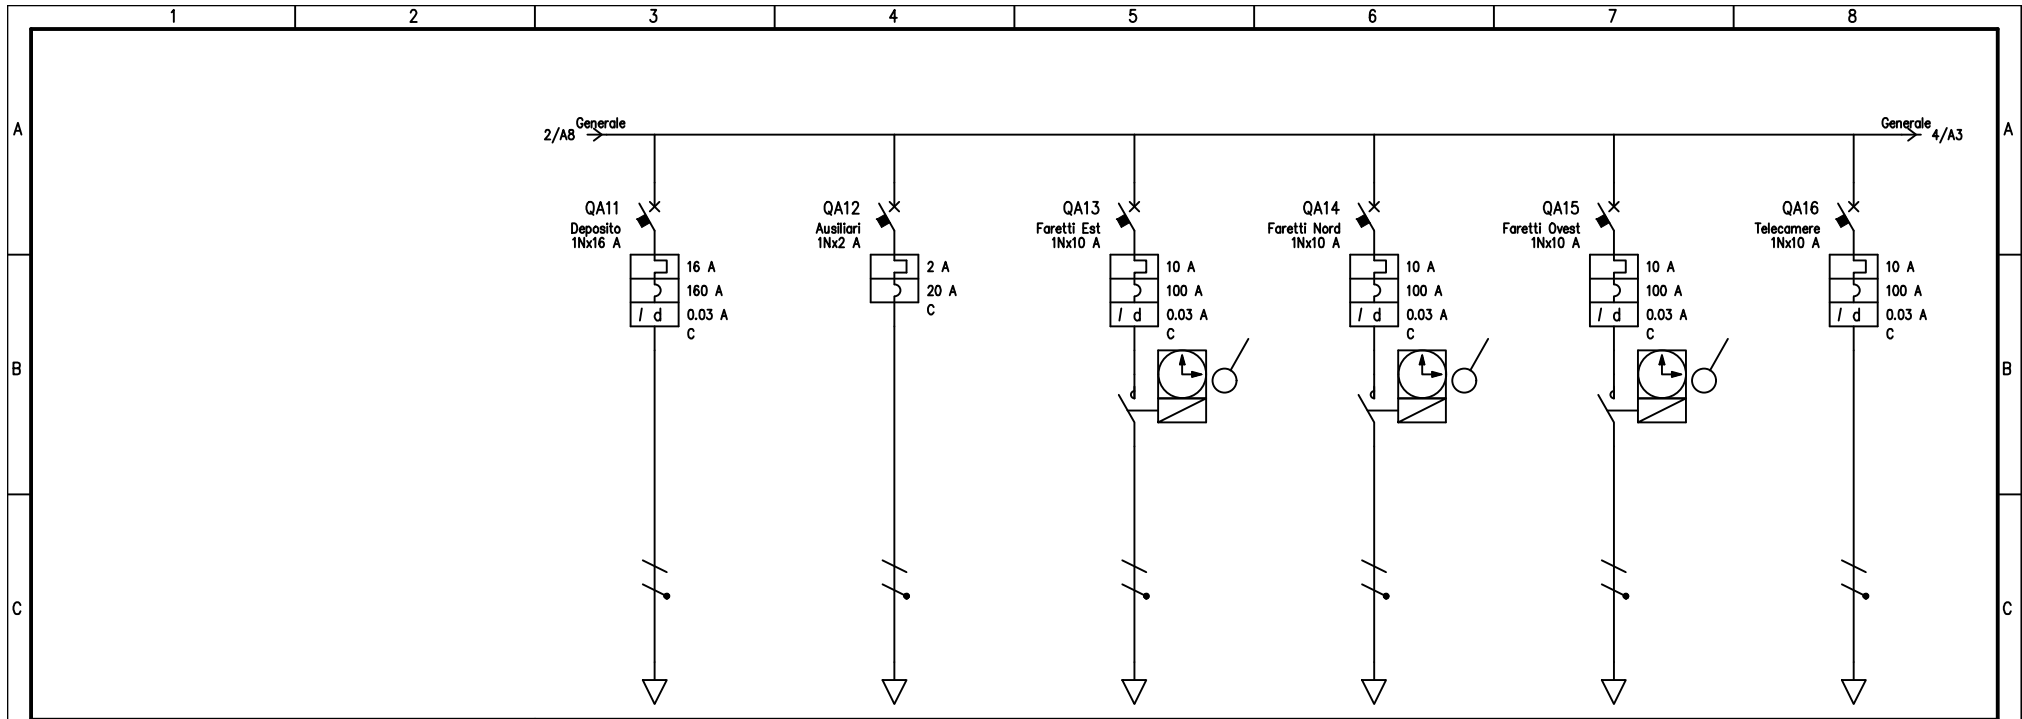 1 2 3 4 5 6 7 8
A A
Generale
2/A8
Generale
4/A3
QA11
Deposito
1Nx16 A
QA12
Ausiliari
1Nx2 A
QA13
Faretti Est
1Nx10 A
QA14
Faretti Nord
1Nx10 A
QA15
Faretti Ovest
1Nx10 A
QA16
Telecamere
1Nx10 A
16 A
160 A
I d 0.03 A
C
2 A
20 A
C
10 A
100 A
I d 0.03 A
C
10 A
100 A
I d 0.03 A
C
10 A
100 A
I d 0.03 A
C
10 A
100 A
I d 0.03 A
C
B B
C C